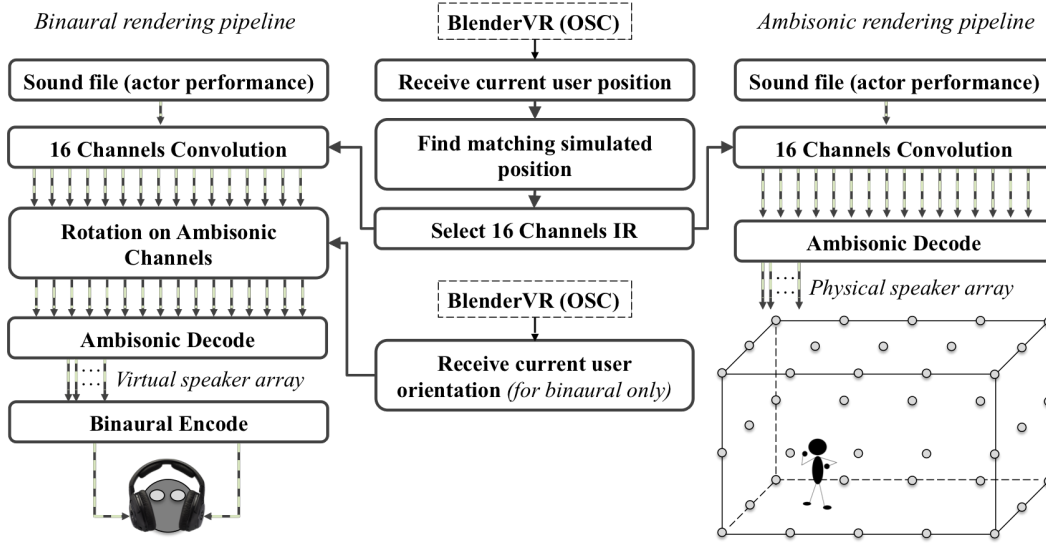 Binaural rendering pipeline
Sound file (actor performance)
16 Channels Convolution
Rotation on Ambisonic
Channels
Ambisonic Decode
Virtual speaker array
Binaural Encode
BlenderVR (OSC)
Receive current user position
Find matching simulated
position
Select 16 Channels IR
BlenderVR (OSC)
Receive current user
orientation (for binaural only)
Ambisonic rendering pipeline
Sound file (actor performance)
16 Channels Convolution
Ambisonic Decode
Physical speaker array